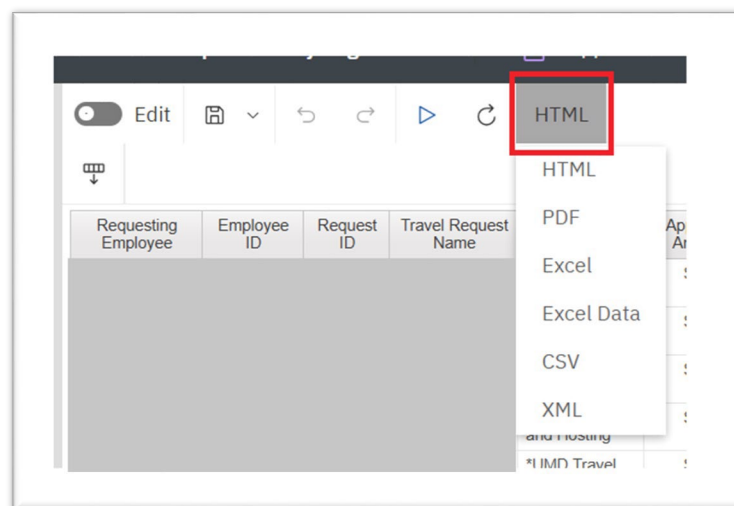 Edit
HTML
HTML
PDF
Excel
Excel Data
CSV
XML
Requesting Employee
Employee ID
Request ID
Travel Request Name
and Hosting
*UMD Travel